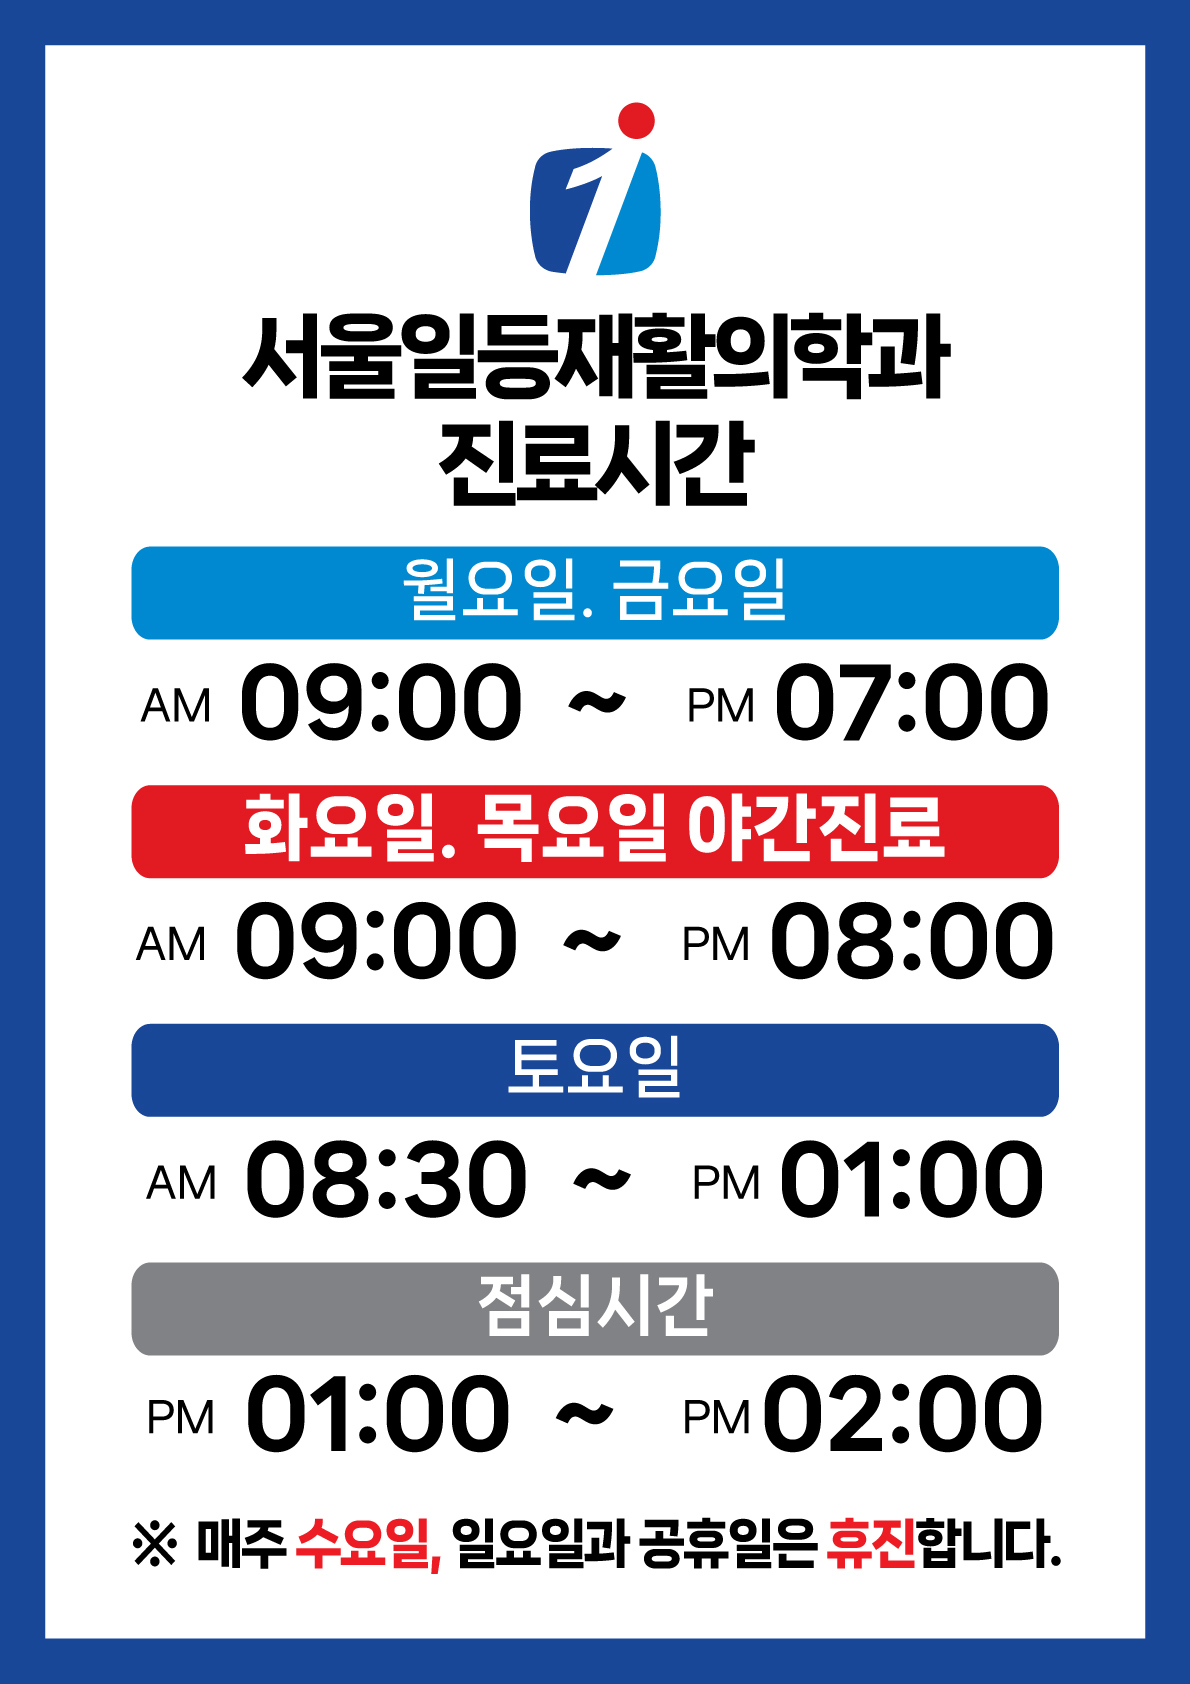 서울일등재활의학과
진료시간
월요일. 금요일
AM 09:00 ~ PM 07:00
화요일. 목요일 야간진료
AM 09:00 ~ PM 08:00
토요일
AM 08:30 ~ PM 01:00
점심시간
PM 01:00 ~ PM 02:00
※ 매주 수요일, 일요일과 공휴일은 휴진합니다.